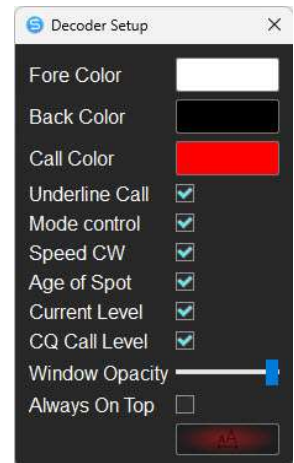 Decoder Setup
Fore Color
Back Color
Call Color
Underline Call
Mode control
Speed CW
Age of Spot
Current Level
CQ Call Level
Window Opacity
Always On Top
AA